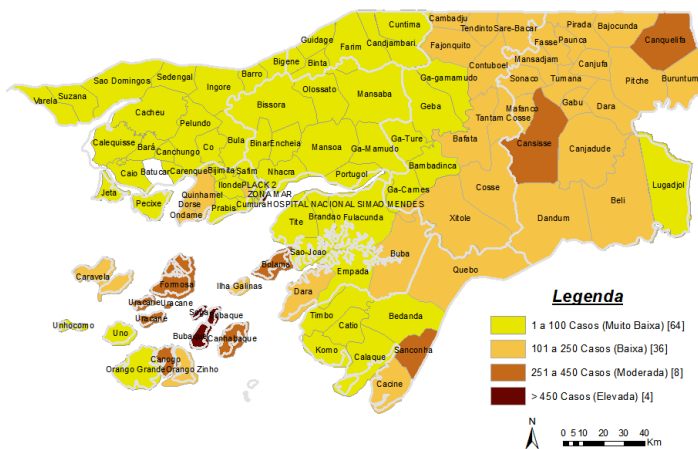 Cuntima
Cambadju
Tendinto
Sare-Bacar
Pirada
Bajocunda
Guidage
Farim
Candjambari
Fajonquito
Fasse
Paunca
Canquelifa
Bigene
Binta
Contuboel
Mansadjam
Canjufa
Sao Domingos
Sedengal
Barro
Ga-gamamudo
Sonaco
Tumana
Pitche
Buruntum
Varela
Suzana
Ingore
Olossato
Mansaba
Geba
Mafanco
Gabu
Dara
Cacheu
Bissora
Tantam Cosse
Pelundo
Calequisse
Bará
Canchungo
Co
Bula
Binar
Encheia
Mansoa
Ga-Mamudo
Ga-Ture
Bafata
Cansisse
Canjadude
Caio
Batucar
Carenque
Bijimita
Safim
Nhacra
Portugol
Bambadinca
Lugadjol
Jeta
Pecixe
Quinhamel
Ilonde
PLACK 2
ZONA MAR
Ga-Carnes
Cosse
Beli
Dorse
Ondame
Prabis
Cumura
HOSPITAL NACIONAL SIMAO MENDES
Tite
Brandao
Fulacunda
Xitole
Dandum
Sao-Joao
Buba
Bolama
Empada
Quebo
Caravela
Formosa
Ilha Galinas
Dara
Uracane
Uracane
Uracane
Timbo
Bedanda
Unhocomo
Uno
Bubaque
Bubaque
Canhabaque
Catio
Komo
Calaque
Sanconha
Canogo
Orango Grande
Orango Zinho
Cacine
Legenda
1 a 100 Casos (Muito Baixa) [64]
101 a 250 Casos (Baixa) [36]
251 a 450 Casos (Moderada) [8]
> 450 Casos (Elevada) [4]
N
0 5 10 20 30 40
Km